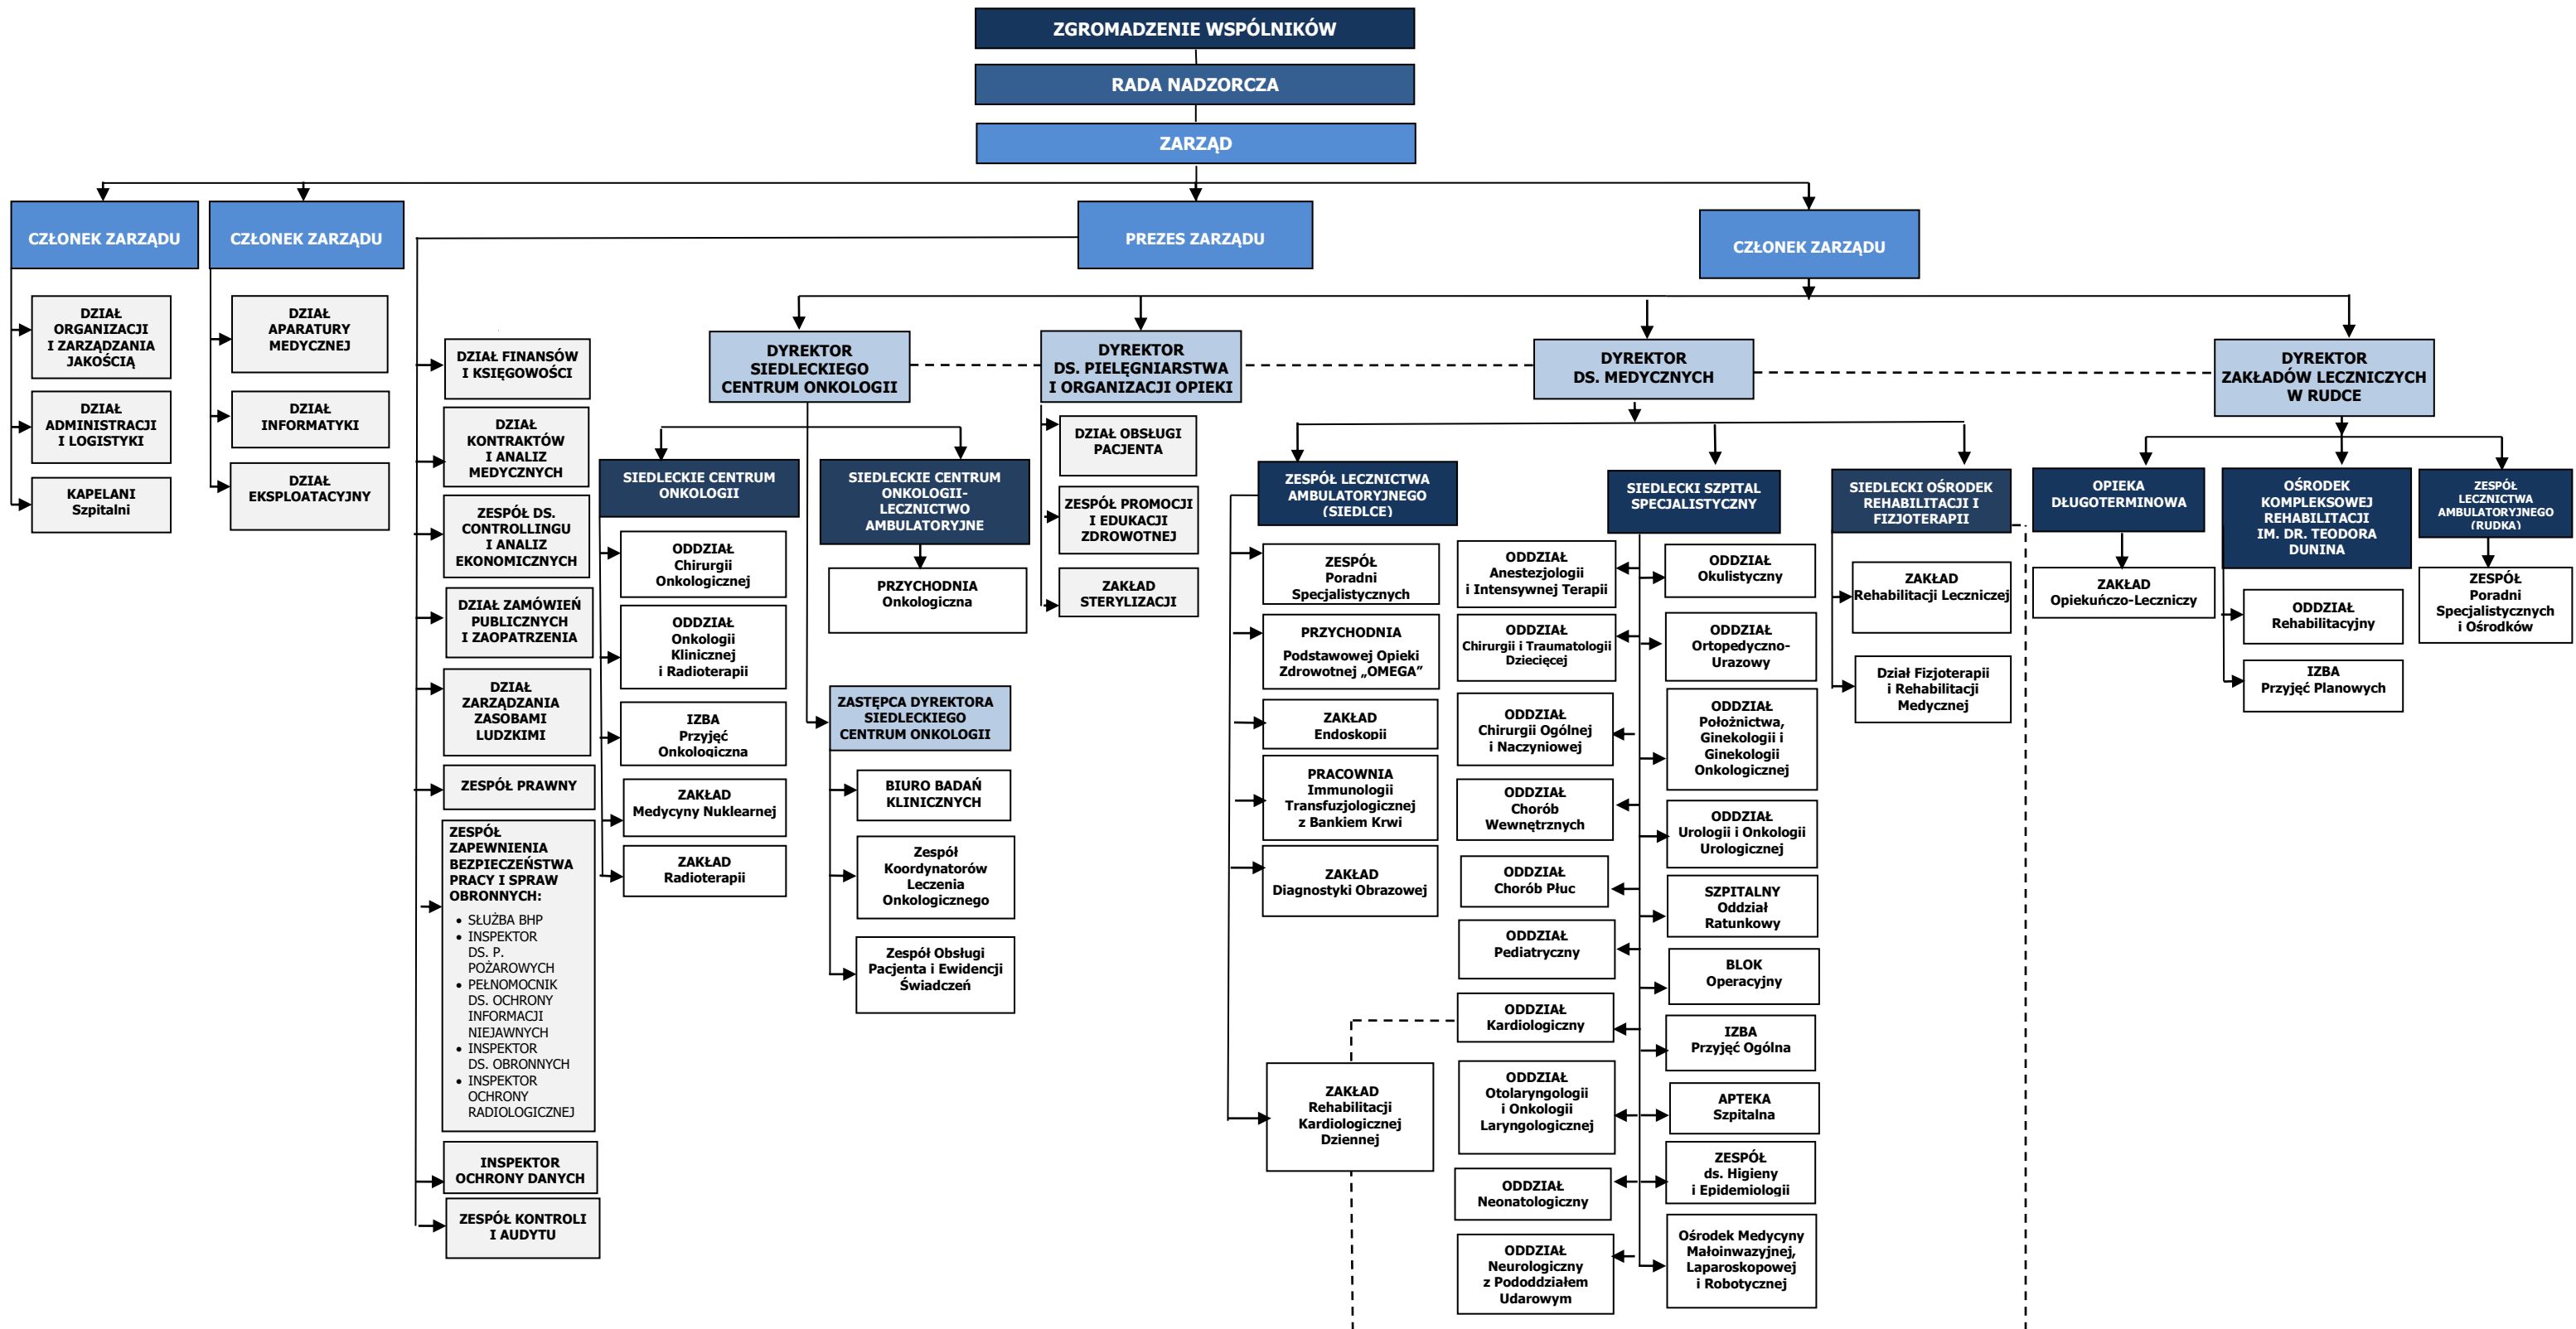 ZGROMADZENIE WSPÓLNIKÓW
RADA NADZORCZA
ZARZĄD
CZŁONEK ZARZĄDU
CZŁONEK ZARZĄDU
PREZES ZARZĄDU
CZŁONEK ZARZĄDU
DZIAŁ
ORGANIZACJI
I ZARZĄDZANIA
JAKOŚCIĄ
DZIAŁ
ADMINISTRACJI
I LOGISTYKI
KAPELANI
Szpitalni
DZIAŁ
APARATURY
MEDYCZNEJ
DZIAŁ
INFORMATYKI
DZIAŁ
EKSPLOATACYJNY
DZIAŁ FINANSÓW
I KSIĘGOWOŚCI
DZIAŁ
KONTRAKTÓW
I ANALIZ
MEDYCZNYCH
ZESPÓŁ DS.
CONTROLLINGU
I ANALIZ
EKONOMICZNYCH
DZIAŁ ZAMÓWIEŃ
PUBLICZNYCH
I ZAOPATRZENIA
DZIAŁ
ZARZĄDZANIA
ZASOBAMI
LUDZKIMI
ZESPÓŁ PRAWNY
ZESPÓŁ
ZAPEWNIENIA
BEZPIECZEŃSTWA
PRACY I SPRAW
OBRONNYCH:
• SŁUŻBA BHP
• INSPEKTOR
DS. P.
POŻAROWYCH
• PEŁNOMOCNIK
DS. OCHRONY
INFORMACJI
NIEJAWNYCH
• INSPEKTOR
DS. OBRONNYCH
• INSPEKTOR
OCHRONY
RADIOLOGICZNEJ
INSPEKTOR
OCHRONY DANYCH
ZESPÓŁ KONTROLI
I AUDYTU
DYREKTOR
SIEDLECKIEGO
CENTRUM ONKOLOGII
DYREKTOR
DS. PIELĘGNIARSTWA
I ORGANIZACJI OPIEKI
DYREKTOR
DS. MEDYCZNYCH
DYREKTOR
ZAKŁADÓW LECZNICZYCH
W RUDCE
SIEDLECKIE CENTRUM
ONKOLOGII
ODDZIAŁ
Chirurgii
Onkologicznej
ODDZIAŁ
Onkologii
Klinicznej
i Radioterapii
IZBA
Przyjęć
Onkologiczna
ZAKŁAD
Medycyny Nuklearnej
ZAKŁAD
Radioterapii
SIEDLECKIE CENTRUM
ONKOLOGII-
LECZNICTWO
AMBULATORYJNE
PRZYCHODNIA
Onkologiczna
ZASTĘPCA DYREKTORA
SIEDLECKIEGO
CENTRUM ONKOLOGII
BIURO BADAŃ
KLINICZNYCH
Zespół
Koordynatorów
Leczenia
Onkologicznego
Zespół Obsługi
Pacjenta i Ewidencji
Świadczeń
DZIAŁ OBSŁUGI
PACJENTA
ZESPÓŁ PROMOCJI
I EDUKACJI
ZDROWOTNEJ
ZAKŁAD
STERYLIZACJI
ZESPÓŁ LECZNICTWA
AMBULATORYJNEGO
(SIEDLCE)
ZESPÓŁ
Poradni
Specjalistycznych
PRZYCHODNIA
Podstawowej Opieki
Zdrowotnej „OMEGA”
ZAKŁAD
Endoskopii
PRACOWNIA
Immunologii
Transfuzjologicznej
z Bankiem Krwi
ZAKŁAD
Diagnostyki Obrazowej
ZAKŁAD
Rehabilitacji
Kardiologicznej
Dziennej
SIEDLECKI SZPITAL
SPECJALISTYCZNY
ODDZIAŁ
Anestezjologii
i Intensywnej Terapii
ODDZIAŁ
Chirurgii i Traumatologii
Dziecięcej
ODDZIAŁ
Chirurgii Ogólnej
i Naczyniowej
ODDZIAŁ
Chorób
Wewnętrznych
ODDZIAŁ
Chorób Płuc
ODDZIAŁ
Pediatryczny
ODDZIAŁ
Kardiologiczny
ODDZIAŁ
Otolaryngologii
i Onkologii
Laryngologicznej
ODDZIAŁ
Neonatologiczny
ODDZIAŁ
Neurologiczny
z Pododdziałem
Udarowym
ODDZIAŁ
Okulistyczny
ODDZIAŁ
Ortopedyczno-
Urazowy
ODDZIAŁ
Położnictwa,
Ginekologii i
Ginekologii
Onkologicznej
ODDZIAŁ
Urologii i Onkologii
Urologicznej
SZPITALNY
Oddział
Ratunkowy
BLOK
Operacyjny
IZBA
Przyjęć Ogólna
APTEKA
Szpitalna
ZESPÓŁ
ds. Higieny
i Epidemiologii
Ośrodek Medycyny
Małoinwazyjnej,
Laparoskopowej
i Robotycznej
SIEDLECKI OŚRODEK
REHABILITACJI I
FIZJOTERAPII
ZAKŁAD
Rehabilitacji Leczniczej
Dział Fizjoterapii
i Rehabilitacji
Medycznej
OPIEKA
DŁUGOTERMINOWA
ZAKŁAD
Opiekuńczo-Leczniczy
OŚRODEK
KOMPLEKSOWEJ
REHABILITACJI
IM. DR. TEODORA
DUNINA
ODDZIAŁ
Rehabilitacyjny
IZBA
Przyjęć Planowych
ZESPÓŁ
LECZNICTWA
AMBULATORYJNEGO
(RUDKA)
ZESPÓŁ
Poradni
Specjalistycznych
i Ośrodków